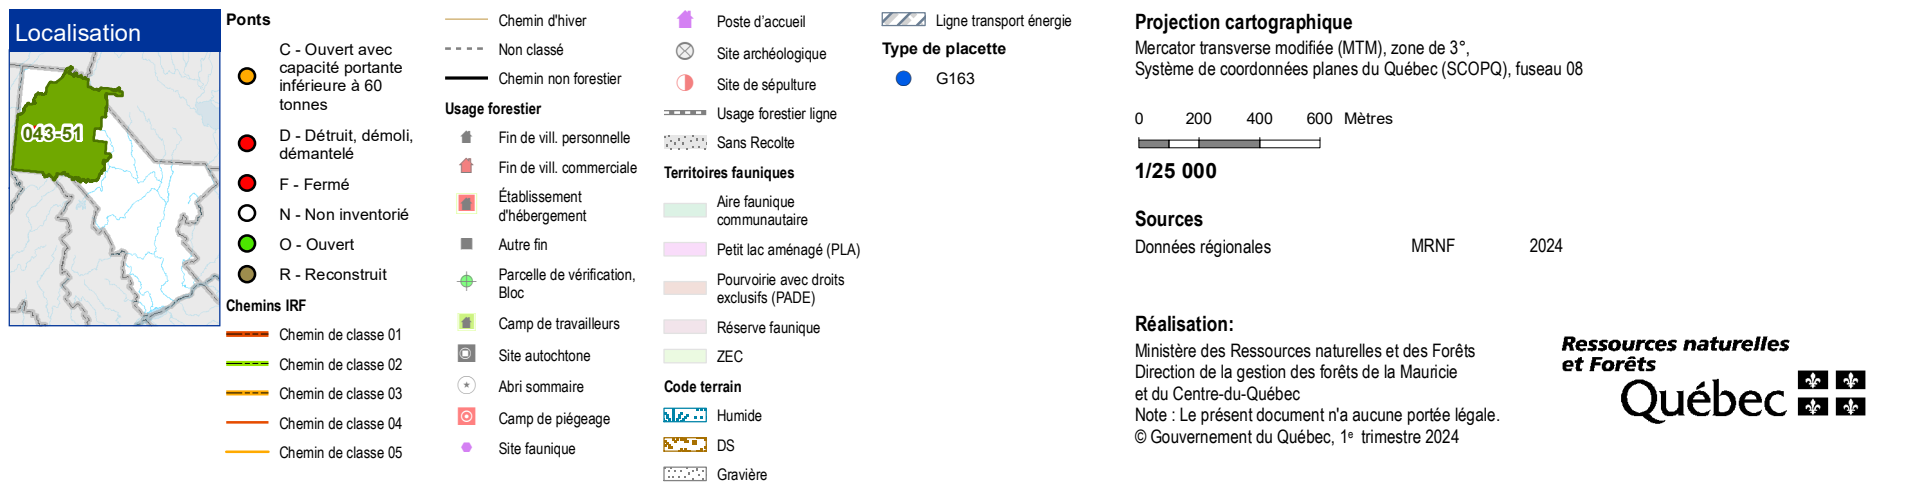 Localisation
043-51
Ponts
C - Ouvert avec
capacité portante
inférieure à 60
tonnes
D - Détruit, démoli,
démantelé
F - Fermé
N - Non inventorié
O - Ouvert
R - Reconstruit
Chemins IRF
Chemin de classe 01
Chemin de classe 02
Chemin de classe 03
Chemin de classe 04
Chemin de classe 05
Chemin d'hiver
Non classé
Chemin non forestier
Usage forestier
Fin de vill. personnelle
Fin de vill. commerciale
Établissement
d'hébergement
Autre fin
Parcelle de vérification,
Bloc
Camp de travailleurs
Site autochtone
Abri sommaire
Camp de piégeage
Site faunique
Poste d’accueil
Site archéologique
Site de sépulture
Usage forestier ligne
Sans Recolte
Territoires fauniques
Aire faunique
communautaire
Petit lac aménagé (PLA)
Pourvoirie avec droits
exclusifs (PADE)
Réserve faunique
ZEC
Code terrain
Humide
DS
Gravière
Ligne transport énergie
Type de placette
G163
Projection cartographique
Mercator transverse modifiée (MTM), zone de 3°,
Système de coordonnées planes du Québec (SCOPQ), fuseau 08
0 200 400 600 Mètres
1/25 000
Sources
Données régionales MRNF 2024
Réalisation:
Ministère des Ressources naturelles et des Forêts
Direction de la gestion des forêts de la Mauricie
et du Centre-du-Québec
Note : Le présent document n'a aucune portée légale.
© Gouvernement du Québec, 1e trimestre 2024
Ressources naturelles
et Forêts
Québec